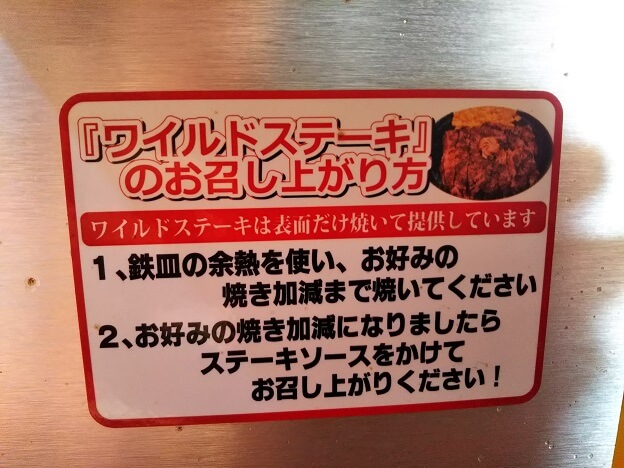 『ワイルドステーキ』
のお召し上がり方
ワイルドステーキは表面だけ焼いて提供しています
1、鉄皿の余熱を使い、お好みの
焼き加減まで焼いてください
2、お好みの焼き加減になりましたら
ステーキソースをかけて
お召し上がりください！